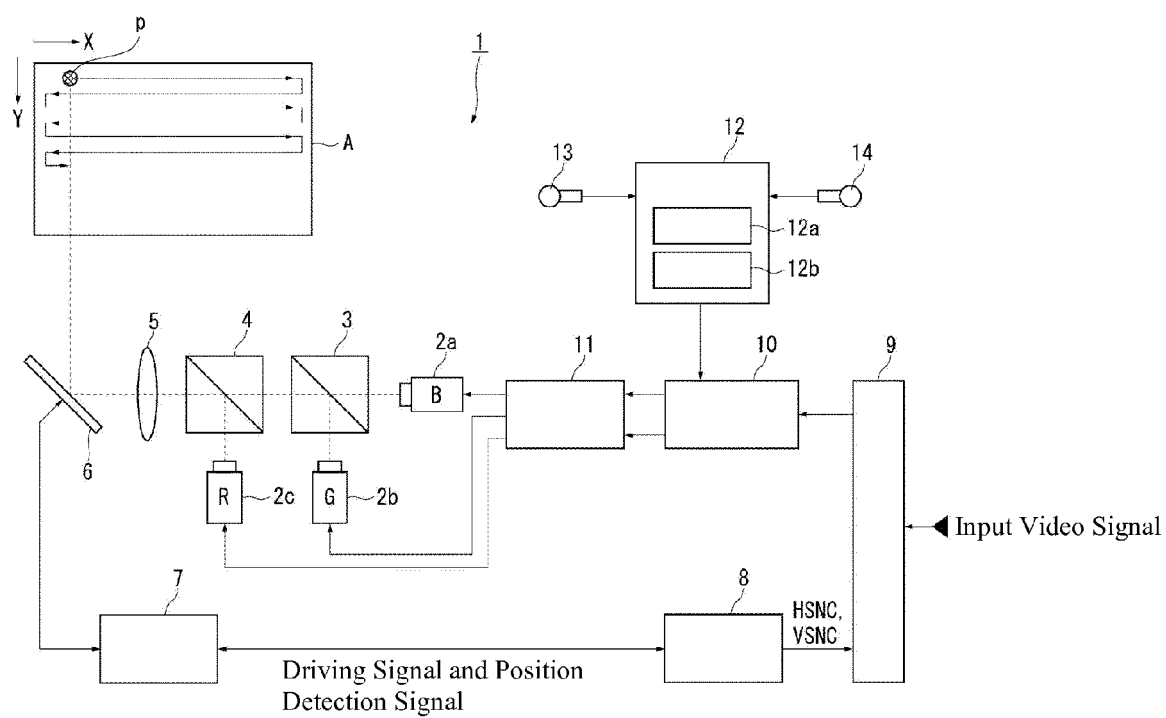 p
X
1
Y
A
13
12
14
12a
12b
5
4
3
2a
11
10
9
B
6
R
2c
G
2b
Input Video Signal
7
8
HSNC,
VSNC
Driving Signal and Position
Detection Signal